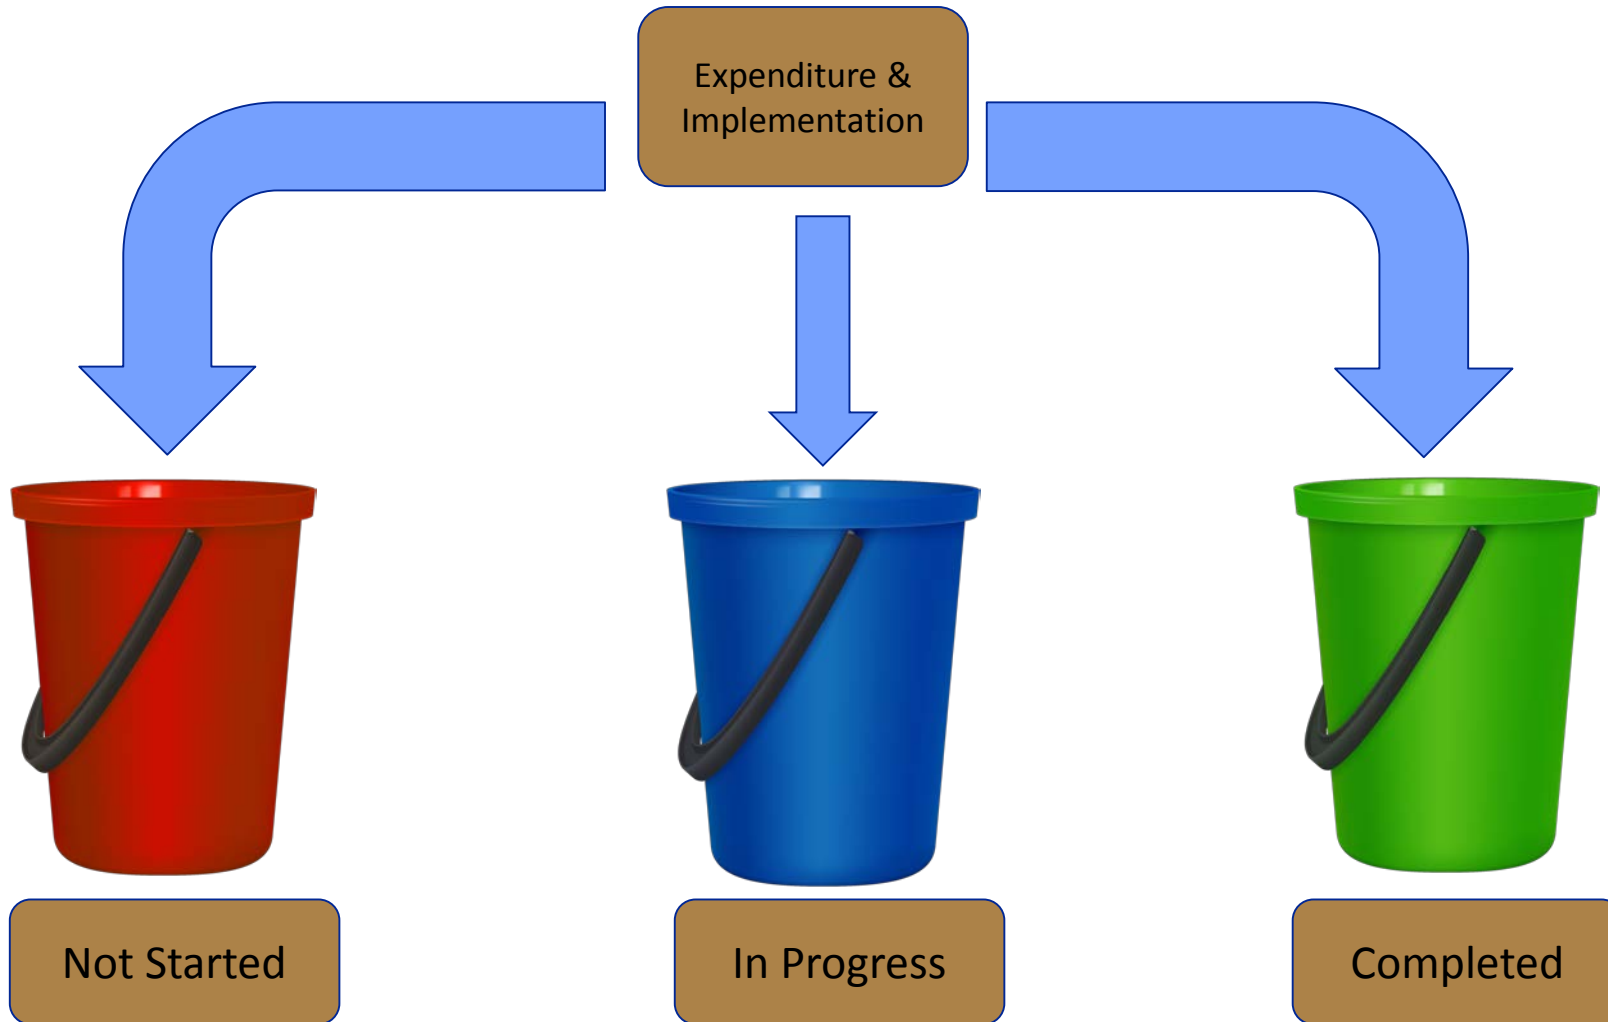 Expenditure &
Implementation
Not Started
In Progress
Completed